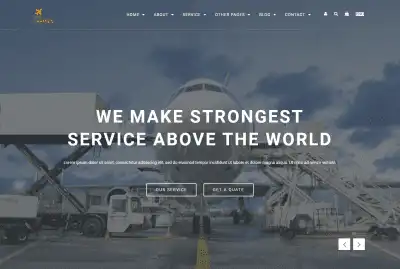 HOME ABOUT SERVICE OTHER PAGES BLOG CONTACT
WE MAKE STRONGEST
SERVICE ABOVE THE WORLD
Lorem ipsum dolor sit amet, consectetur adipiscing elit, sed do eiusmod tempor incididunt ut labore et dolore magna aliqua. Ut enim ad
OUR SERVICE GET A QUOTE